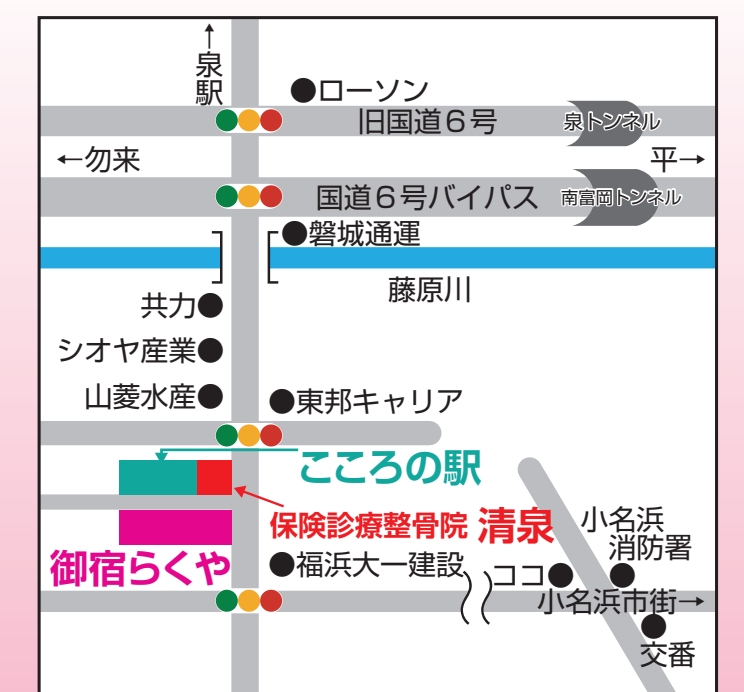 ↑泉駅
●ローソン
旧国道6号
泉トンネル
←勿来
平→
国道6号バイパス
南富岡トンネル
●磐城通運
藤原川
共力●
シオヤ産業●
山菱水産●
●東邦キャリア
こころの駅
保険診療整骨院 清泉
御宿らくや
●福浜大一建設
ココ●
小名浜
消防署
小名浜市街→
交番